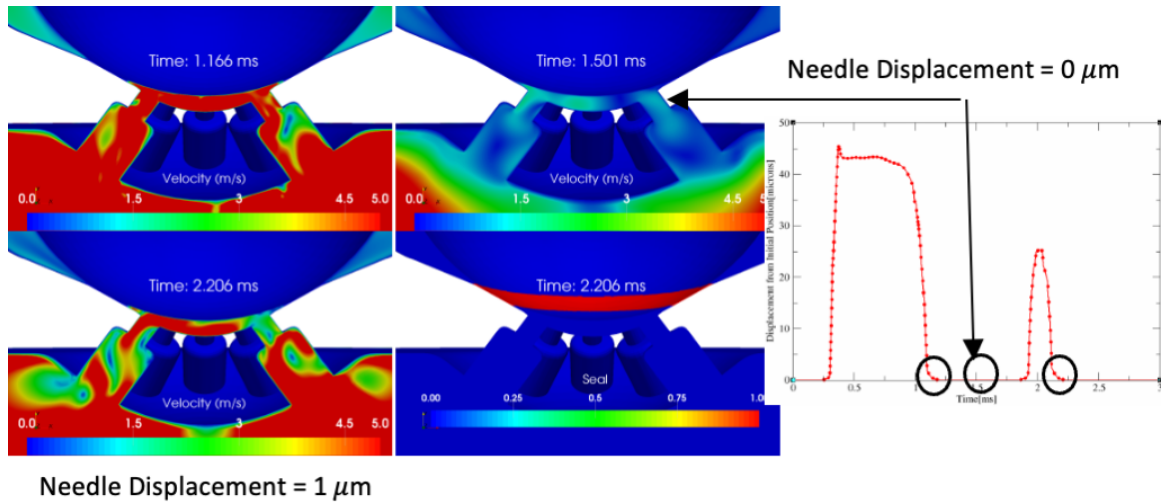 Time: 1.166 ms
Velocity (m/s)
0.0 1.5 3 4.5 5.0
Time: 1.501 ms
Velocity (m/s)
0.0 1.5 3 4.5
Needle Displacement = 0 μm
Time: 2.206 ms
Velocity (m/s)
0.0 1.5 3 4.5 5.0
Time: 2.206 ms
Seal
0.00 0.25 0.5 0.75 1.0
Displacement from Initial Position[microns]
50
40
30
20
10
0
0 0.5 1 1.5 2 2.5
Time[ms]
Needle Displacement = 1 μm